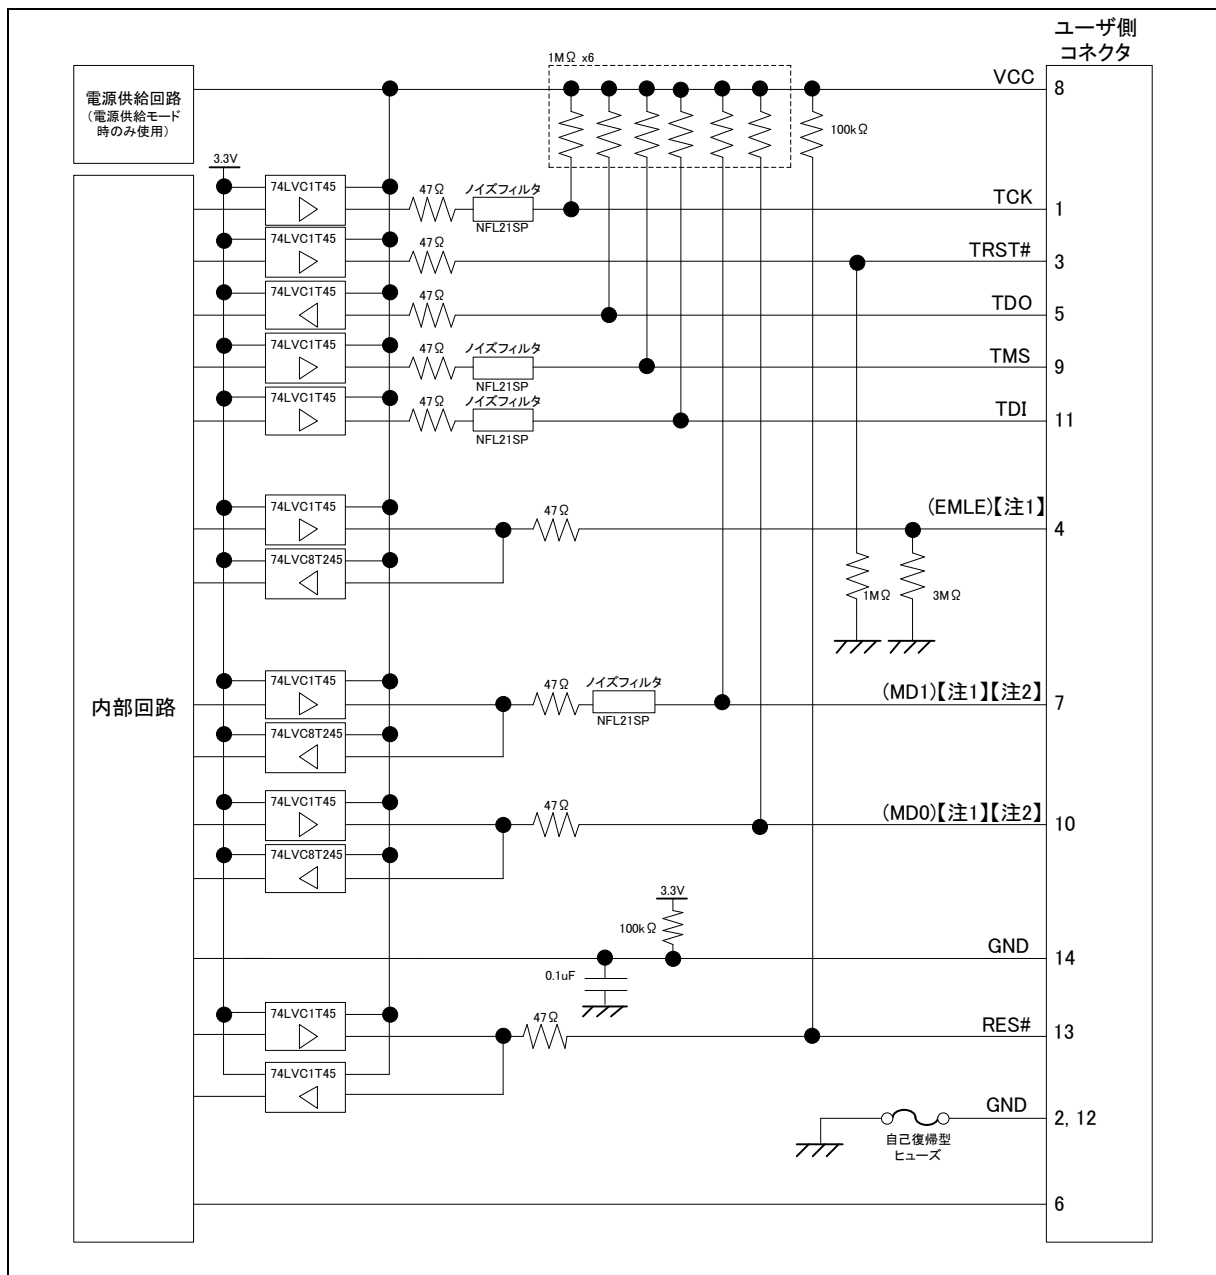 ユーザ側
コネクタ
1MΩ x6
VCC
8
電源供給回路
(電源供給モード
時のみ使用)
100kΩ
3.3V
74LVC1T45
47Ω
ノイズフィルタ
NFL21SP
TCK
1
74LVC1T45
47Ω
TRST#
3
74LVC1T45
47Ω
TDO
5
74LVC1T45
47Ω
ノイズフィルタ
NFL21SP
TMS
9
74LVC1T45
47Ω
ノイズフィルタ
NFL21SP
TDI
11
74LVC1T45
47Ω
(EMLE)【注1】
4
74LVC8T245
1MΩ
3MΩ
内部回路
74LVC1T45
47Ω
ノイズフィルタ
NFL21SP
(MD1)【注1】【注2】
7
74LVC8T245
74LVC1T45
47Ω
(MD0)【注1】【注2】
10
74LVC8T245
3.3V
100kΩ
GND
14
0.1uF
74LVC1T45
47Ω
RES#
13
74LVC1T45
GND
2, 12
自己復帰型
ヒューズ
6